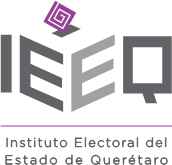 IEEQ
Instituto Electoral del
Estado de Querétaro